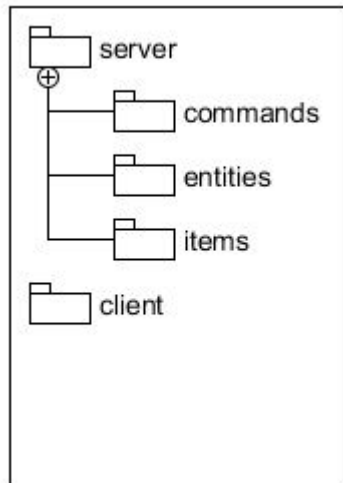 server
commands
entities
items
client